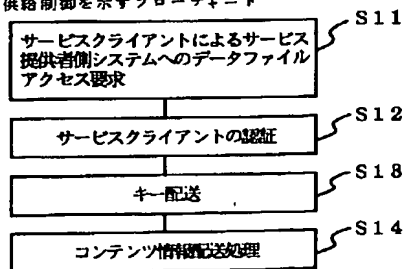 供給制御を示すフローチャート
S11
サービスクライアントによるサービス
提供者側システムへのデータファイル
アクセス要求
S12
サービスクライアントの認証
S18
キー配送
S14
コンテンツ情報配送処理